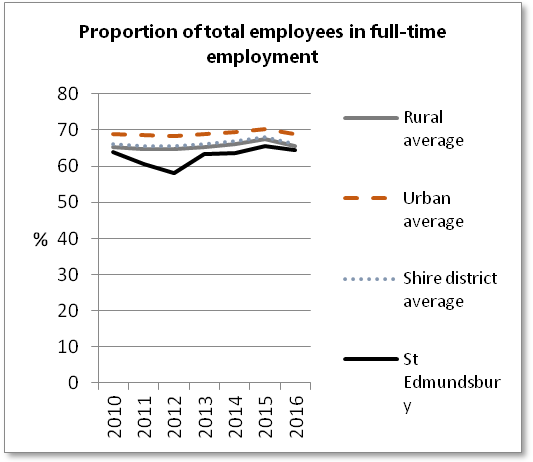 Proportion of total employees in full-time
employment
80
70
60
50
40
30
20
10
0
%
2010
2011
2012
2013
2014
2015
2016
Rural
average
Urban
average
Shire district
average
St
Edmundsbur
y